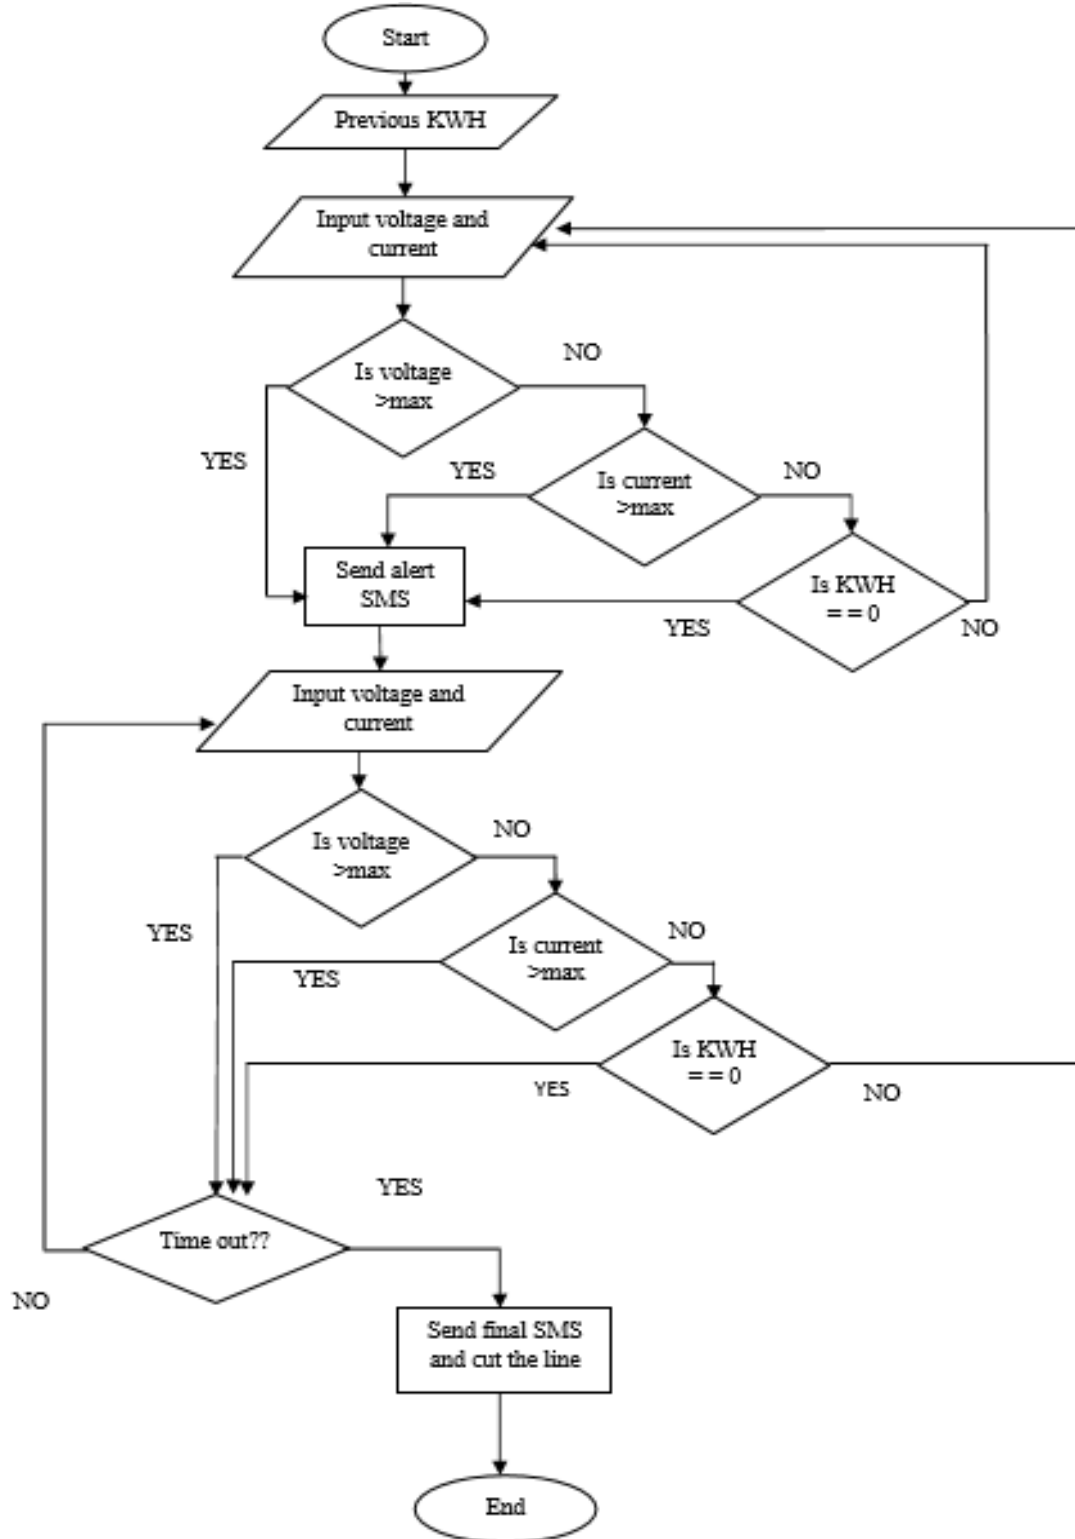 Start
Previous KWH
Input voltage and
current
Is voltage
>max
NO
YES
Is current
>max
YES
NO
Is KWH
= = 0
YES
NO
Send alert
SMS
Input voltage and
current
Is voltage
>max
NO
YES
Is current
>max
NO
YES
Is KWH
= = 0
YES
NO
YES
Time out??
NO
Send final SMS
and cut the line
End